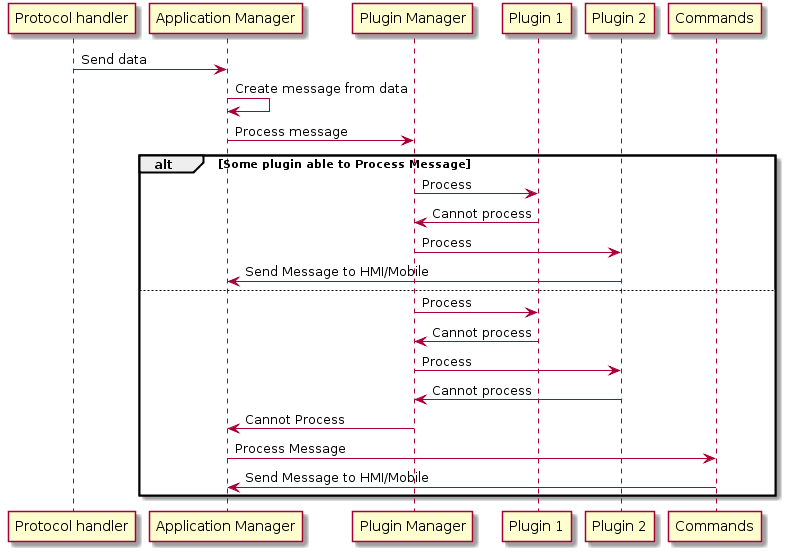 Protocol handler
Application Manager
Plugin Manager
Plugin 1
Plugin 2
Commands
Send data
Create message from data
Process message
alt
[Some plugin able to Process Message]
Process
Cannot process
Process
Send Message to HMI/Mobile
Process
Cannot process
Process
Cannot process
Cannot Process
Process Message
Send Message to HMI/Mobile
Protocol handler
Application Manager
Plugin Manager
Plugin 1
Plugin 2
Commands